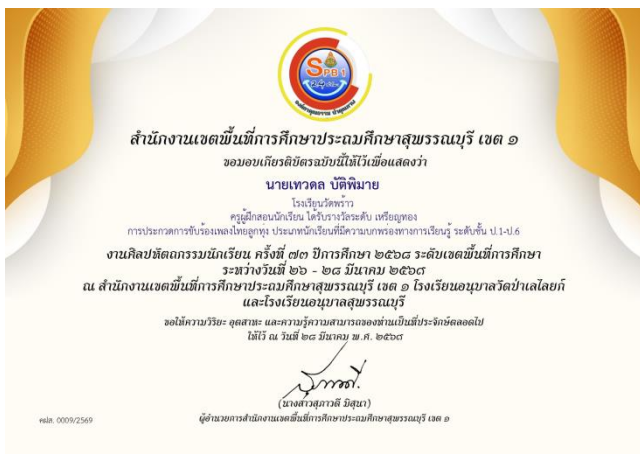 SPB 1
องค์กรคุณธรรม นำคุณภาพ
สำนักงานเขตพื้นที่การศึกษาประถมศึกษาสุพรรณบุรี เขต ๑
ขอมอบเกียรติบัตรฉบับนี้ให้ไว้เพื่อแสดงว่า
นายเทวดล บัติพิมาย
โรงเรียนวัดพร้าว
ครูผู้ฝึกสอนนักเรียน ได้รับรางวัลระดับ เหรียญทอง
การประกวดการขับร้องเพลงไทยลูกทุ่ง ประเภทนักเรียนที่มีความบกพรองทางการเรียนรู้ ระดับชั้น ป.1-ป.6
งานศิลปหัตถกรรมนักเรียน ครั้งที่ ๗๓ ปีการศึกษา ๒๕๖๘ ระดับเขตพื้นที่การศึกษา
ระหว่างวันที่ ๒๖ - ๒๘ มีนาคม ๒๕๖๙
ณ สำนักงานเขตพื้นที่การศึกษาประถมศึกษาสุพรรณบุรี เขต ๑ โรงเรียนอนุบาลวัดป่าเลไลยก์
และโรงเรียนอนุบาลสุพรรณบุรี
ขอให้ความวิริยะ อุตสาหะ และความรู้ความสามารถของท่านเป็นที่ประจักษ์ตลอดไป
ให้ไว้ ณ วันที่ ๒๘ มีนาคม พ.ศ. ๒๕๖๙
(นางสาวสุภาวดี มิสุนา)
ผู้อำนวยการสำนักงานเขตพื้นที่การศึกษาประถมศึกษาสุพรรณบุรี เขต ๑
คศส. 0009/2569